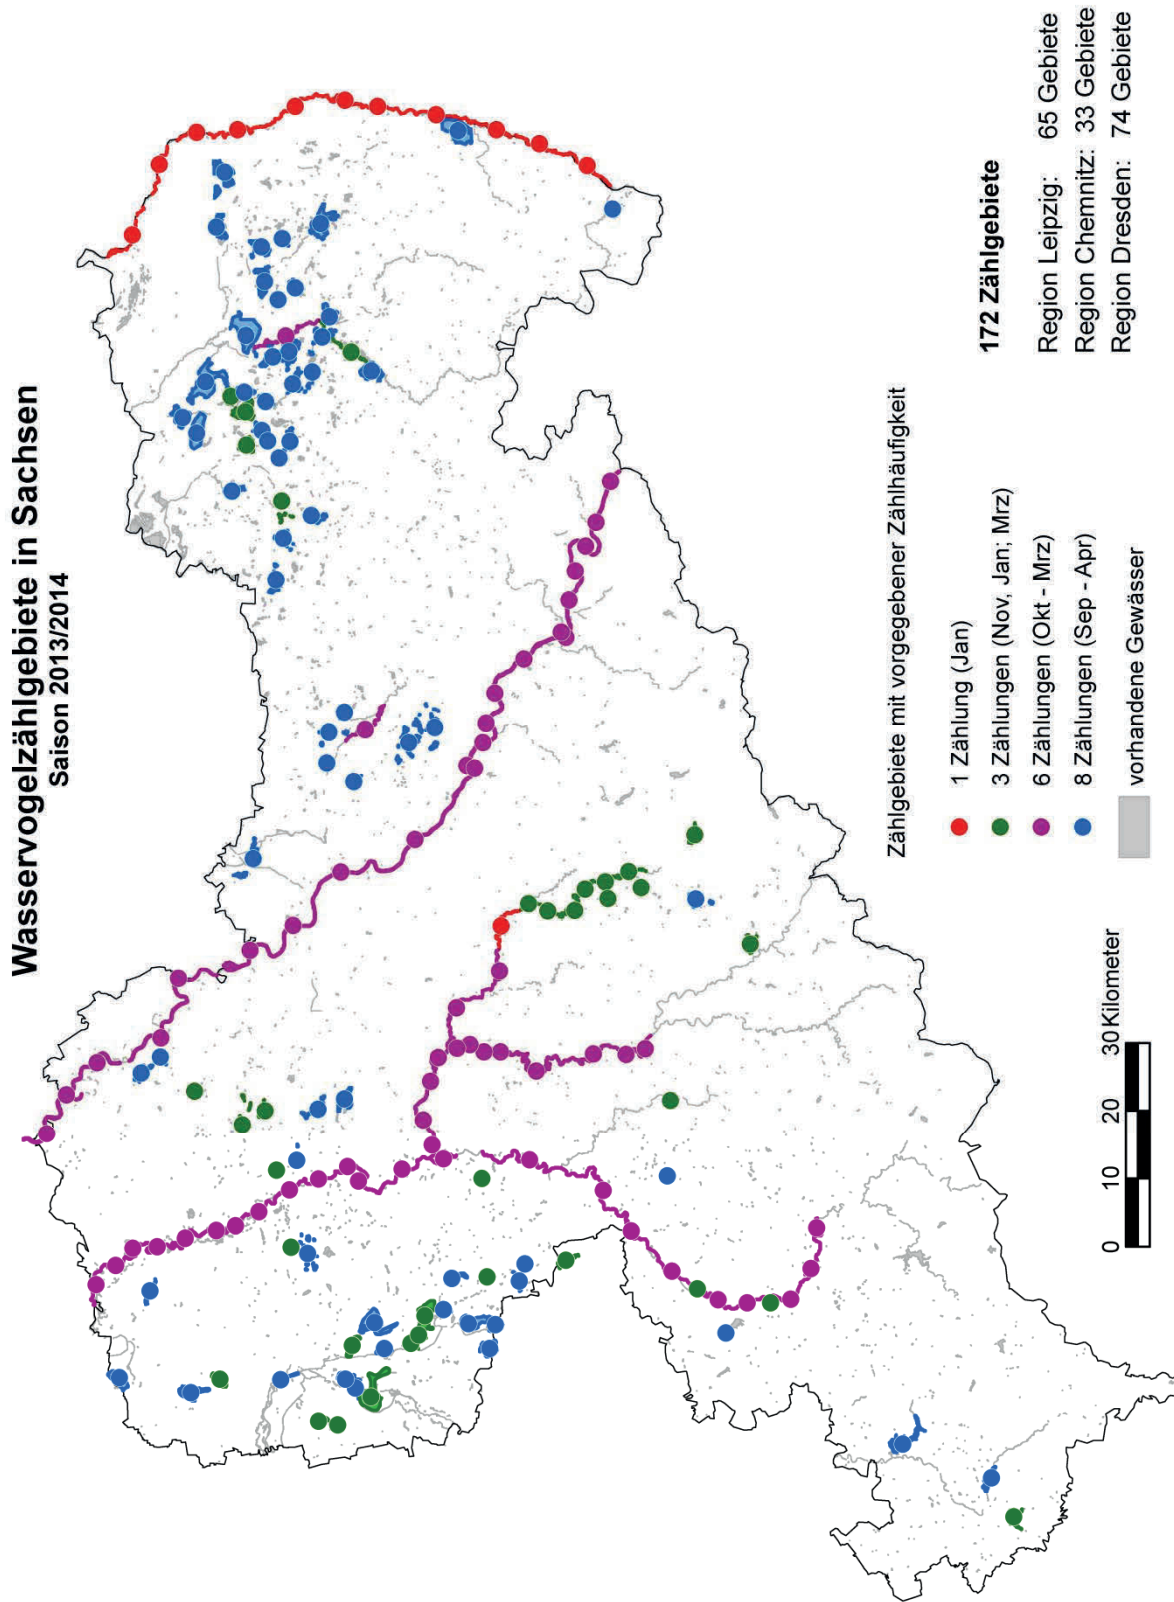 Wasservogelzählgebiete in Sachsen
Saison 2013/2014
172 Zählgebiete
Region Leipzig: 65 Gebiete
Region Chemnitz: 33 Gebiete
Region Dresden: 74 Gebiete
Zählgebiete mit vorgegebener Zählhäufigkeit
1 Zählung (Jan)
3 Zählungen (Nov, Jan; Mrz)
6 Zählungen (Okt - Mrz)
8 Zählungen (Sep - Apr)
vorhandene Gewässer
0 10 20 30 Kilometer